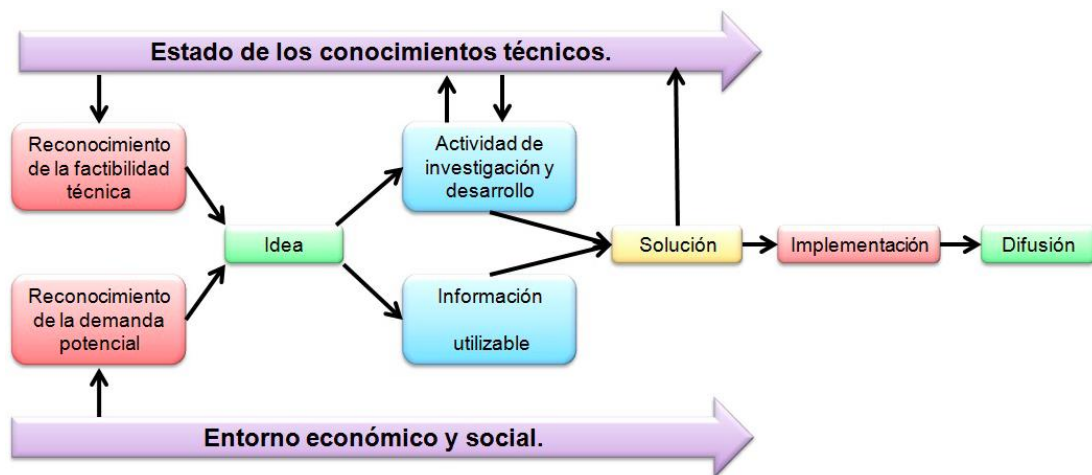 Estado de los conocimientos técnicos.
Reconocimiento
de la factibilidad
técnica
Actividad de
investigación y
desarrollo
Idea
Solución
Implementación
Difusión
Reconocimiento
de la demanda
potencial
Información
utilizable
Entorno económico y social.